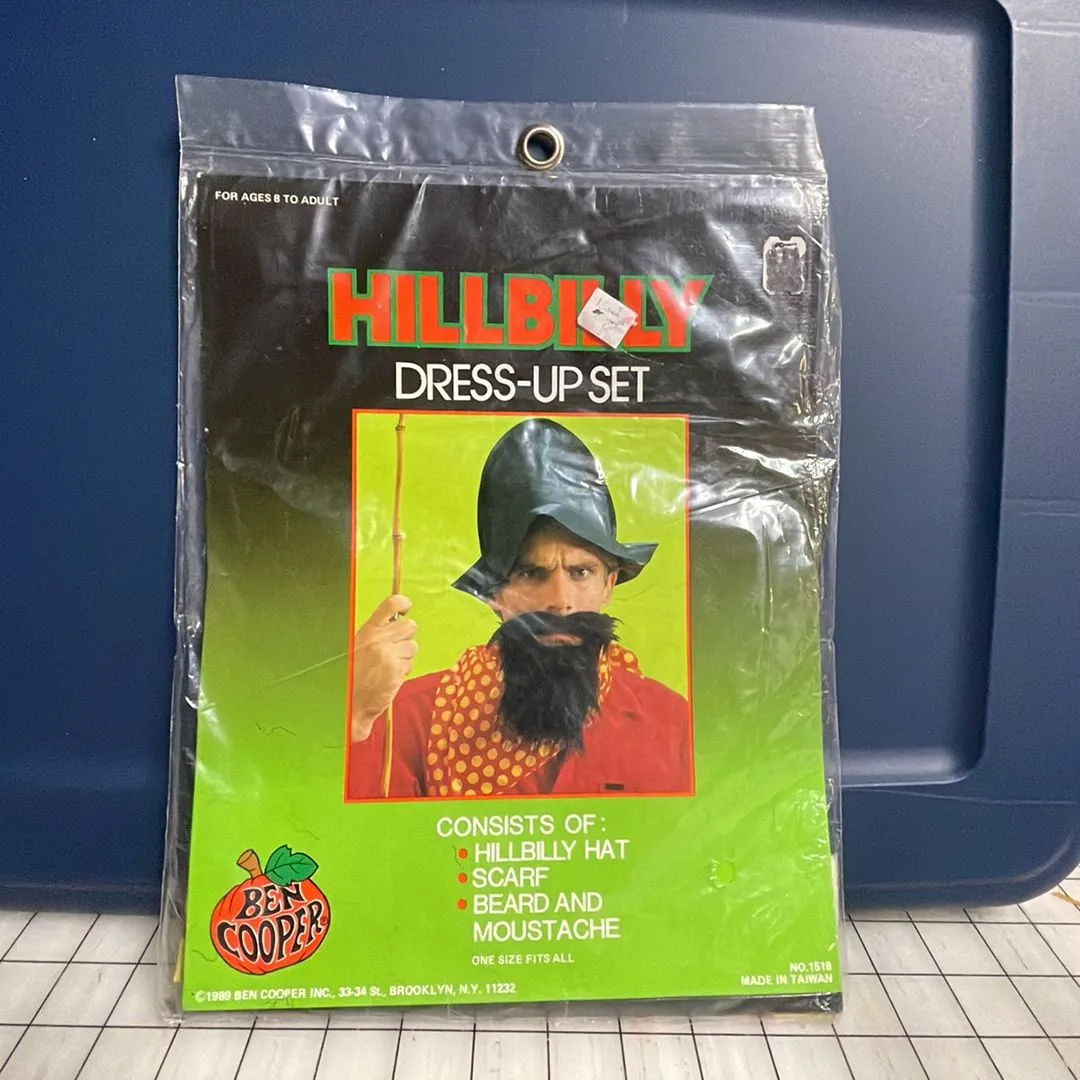 FOR AGES 8 TO ADULT
HILLBILLY
DRESS-UP SET
CONSISTS OF:
• HILLBILLY HAT
• SCARF
• BEARD AND
MOUSTACHE
ONE SIZE FITS ALL
BEN
COOPER®
NO.1518
MADE IN TAIWAN
©1989 BEN COOPER INC., 33-34 St., BROOKLYN, N.Y. 11232